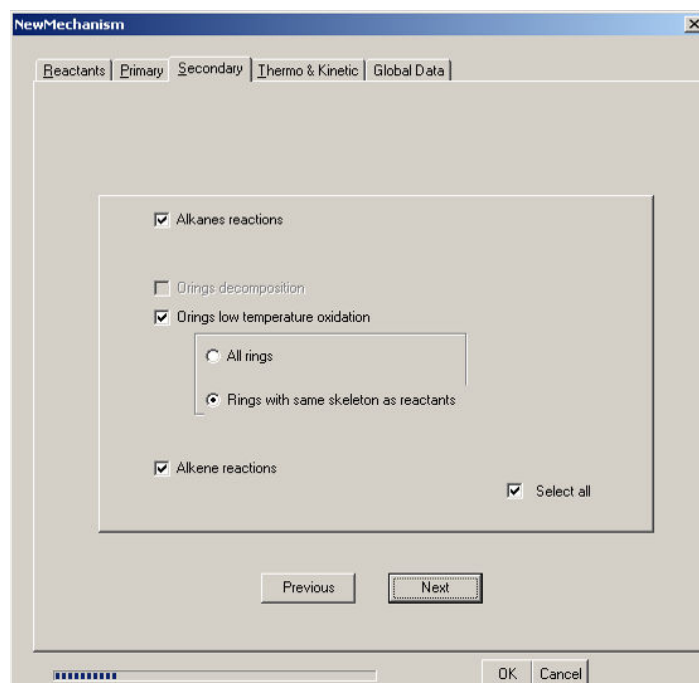 NewMechanism
Reactants Primary Secondary Thermo & Kinetic Global Data
Alkanes reactions
Orings decomposition
Orings low temperature oxidation
All rings
Rings with same skeleton as reactants
Alkene reactions
Select all
Previous Next
OK Cancel